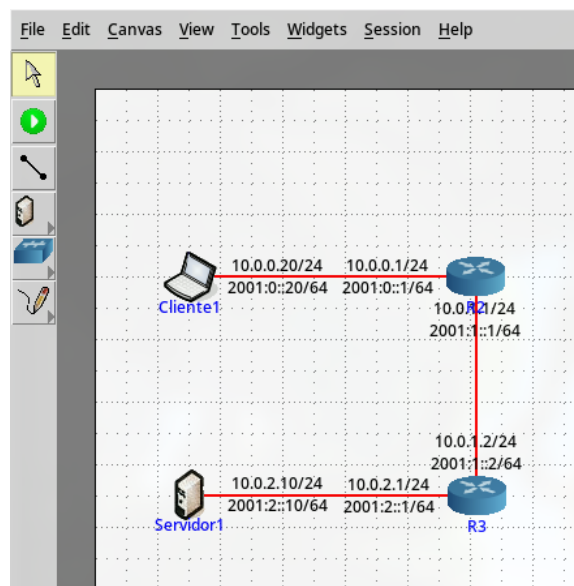 File Edit Canvas View Tools Widgets Session Help
10.0.0.20/24 10.0.0.1/24
2001:0::20/64 2001:0::1/64
Cliente1
R2
10.0.1.1/24
2001:1::1/64
10.0.1.2/24
2001:1::2/64
10.0.2.10/24 10.0.2.1/24
2001:2::10/64 2001:2::1/64
Servidor1
R3